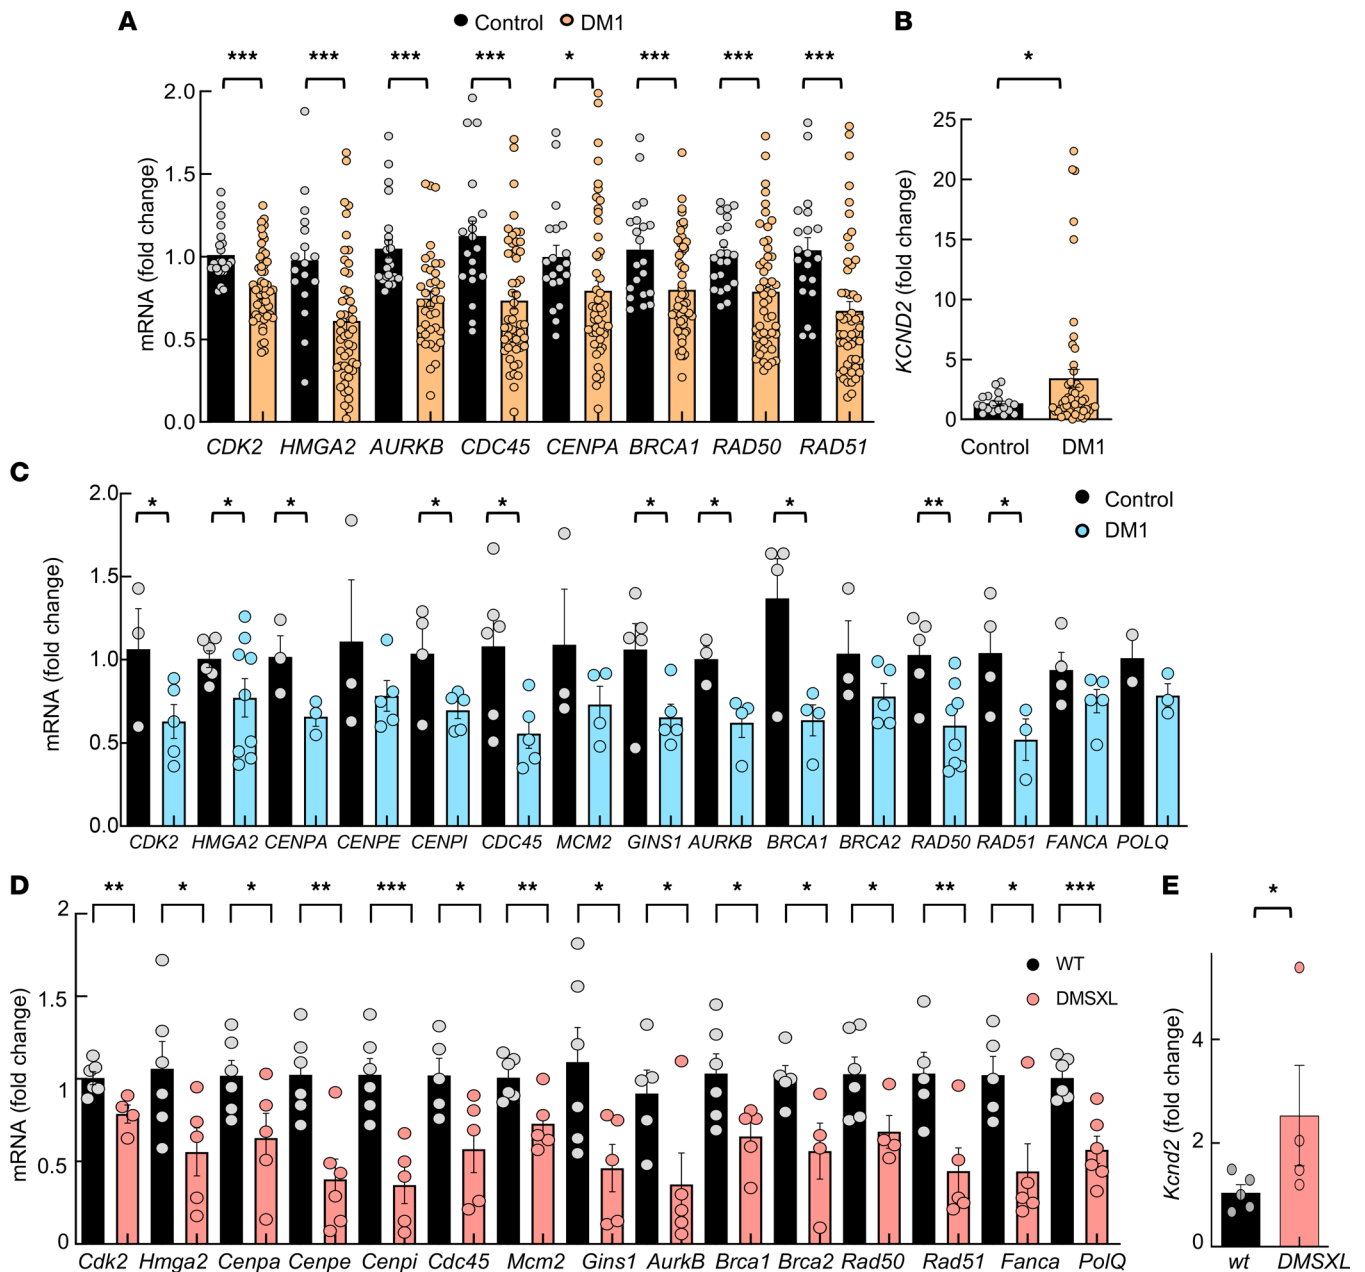 A
Control DM1
*** *** *** *** * *** *** ***
mRNA (fold change)
2.0
1.5
1.0
0.5
0.0
CDK2 HMGA2 AURKB CDC45 CENPA BRCA1 RAD50 RAD51
B
*
KCND2 (fold change)
25
20
15
10
5
0
Control DM1
C
Control
DM1
* * * * * * * * ** *
mRNA (fold change)
2.0
1.5
1.0
0.5
0.0
CDK2 HMGA2 CENPA CENPE CENPI CDC45 MCM2 GINS1 AURKB BRCA1 BRCA2 RAD50 RAD51 FANCA POLQ
D
** * * ** *** * ** * * * * * ** * ***
WT
DMSXL
mRNA (fold change)
2
1.5
1
0.5
0
Cdk2 Hmga2 Cenpa Cenpe Cenpi Cdc45 Mcm2 Gins1 AurkB Brca1 Brca2 Rad50 Rad51 Fanca PolQ
E
*
Kcnd2 (fold change)
4
2
0
wt DMSXL